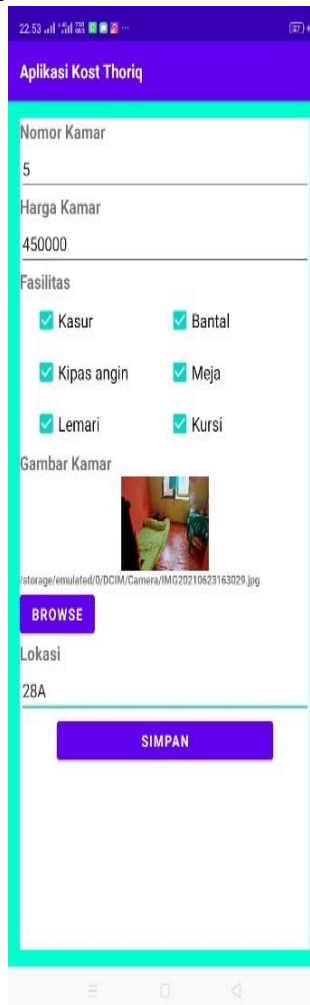 22.53
27
Aplikasi Kost Thoriq
Nomor Kamar
5
Harga Kamar
450000
Fasilitas
Kasur Bantal
Kipas angin Meja
Lemari Kursi
Gambar Kamar
/storage/emulated/0/DCIM/Camera/IMG20210623163029.jpg
BROWSE
Lokasi
28A
SIMPAN